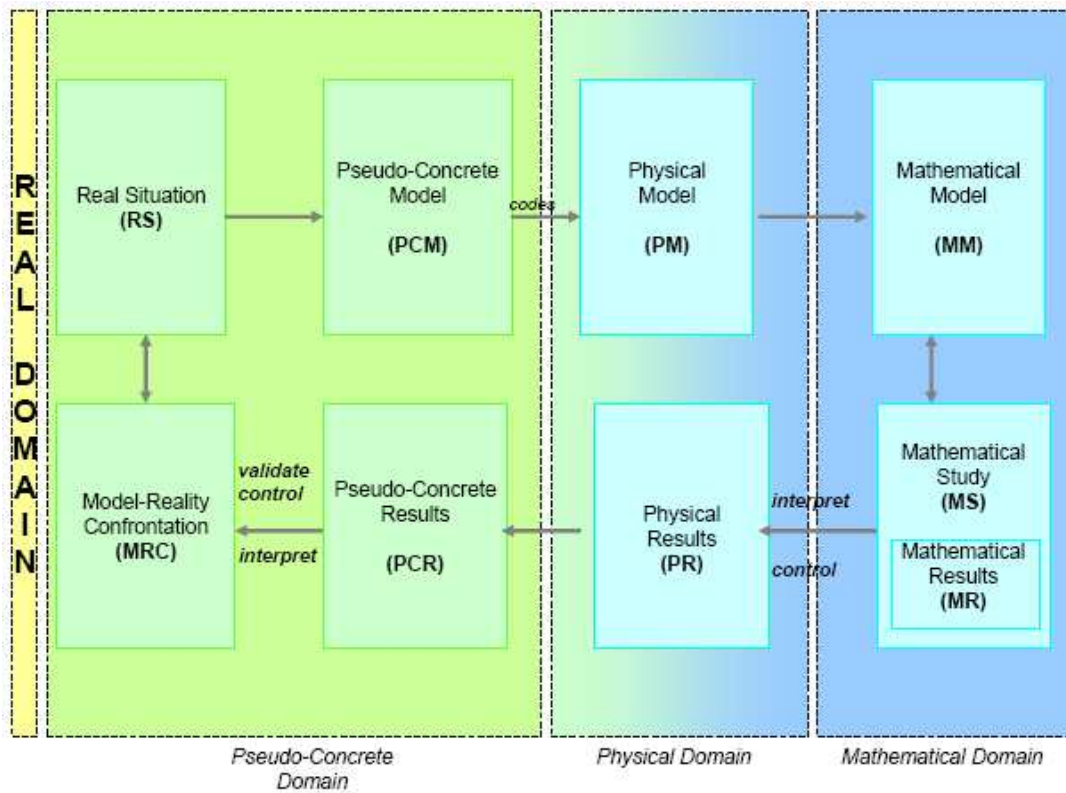 REAL DOMAIN
Real Situation
(RS)
Pseudo-Concrete
Model
(PCM)
codes
Physical
Model
(PM)
Mathematical
Model
(MM)
Model-Reality
Confrontation
(MRC)
validate
control
interpret
Pseudo-Concrete
Results
(PCR)
Physical
Results
(PR)
interpret
control
Mathematical
Study
(MS)
Mathematical
Results
(MR)
Pseudo-Concrete
Domain
Physical Domain
Mathematical Domain